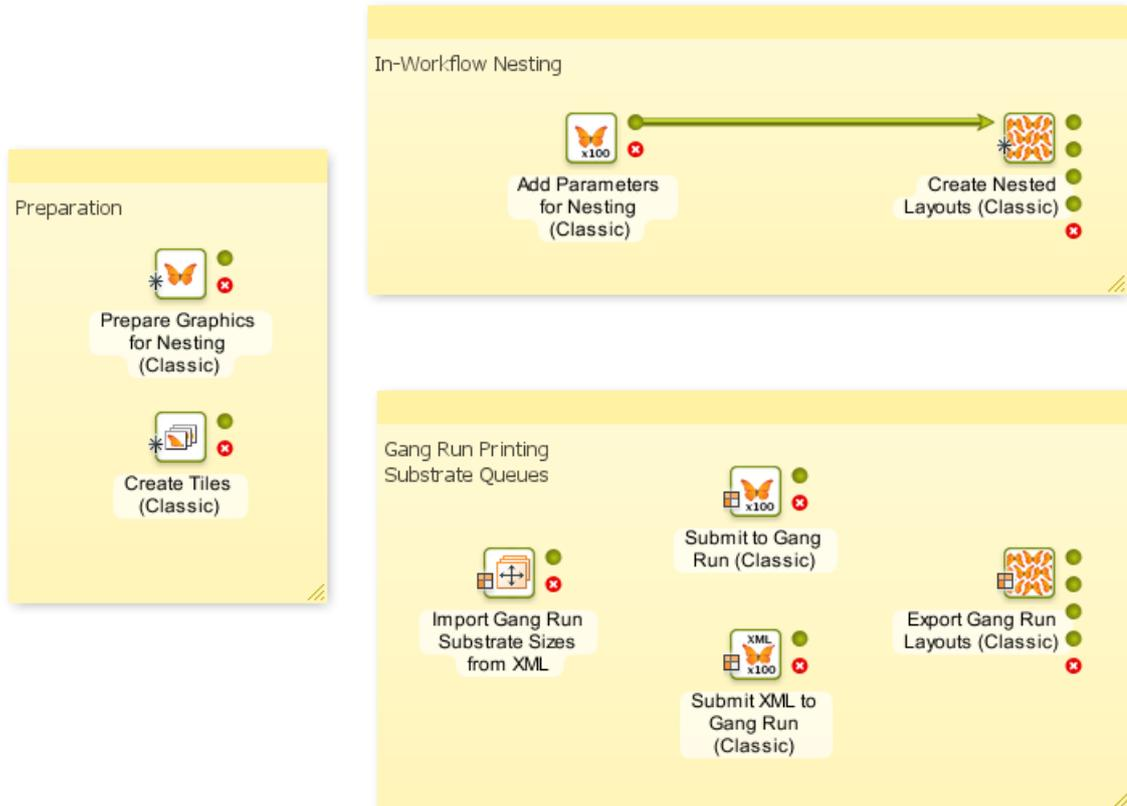 In-Workflow Nesting
x100
Add Parameters
for Nesting
(Classic)
Create Nested
Layouts (Classic)
Preparation
Prepare Graphics
for Nesting
(Classic)
Create Tiles
(Classic)
Gang Run Printing
Substrate Queues
x100
Submit to Gang
Run (Classic)
Import Gang Run
Substrate Sizes
from XML
Export Gang Run
Layouts (Classic)
XML
x100
Submit XML to
Gang Run
(Classic)